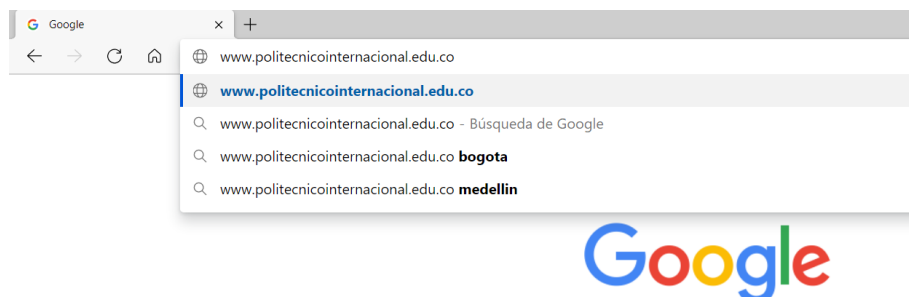 Google
www.politecnicointernacional.edu.co
www.politecnicointernacional.edu.co
www.politecnicointernacional.edu.co - Búsqueda de Google
www.politecnicointernacional.edu.co bogota
www.politecnicointernacional.edu.co medellin
Google